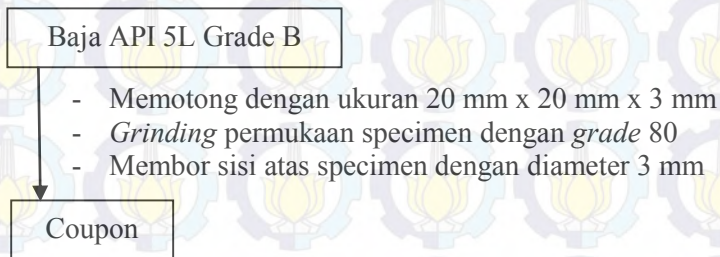 Baja API 5L Grade B
- Memotong dengan ukuran 20 mm x 20 mm x 3 mm
- Grinding permukaan specimen dengan grade 80
- Membor sisi atas specimen dengan diameter 3 mm
Coupon